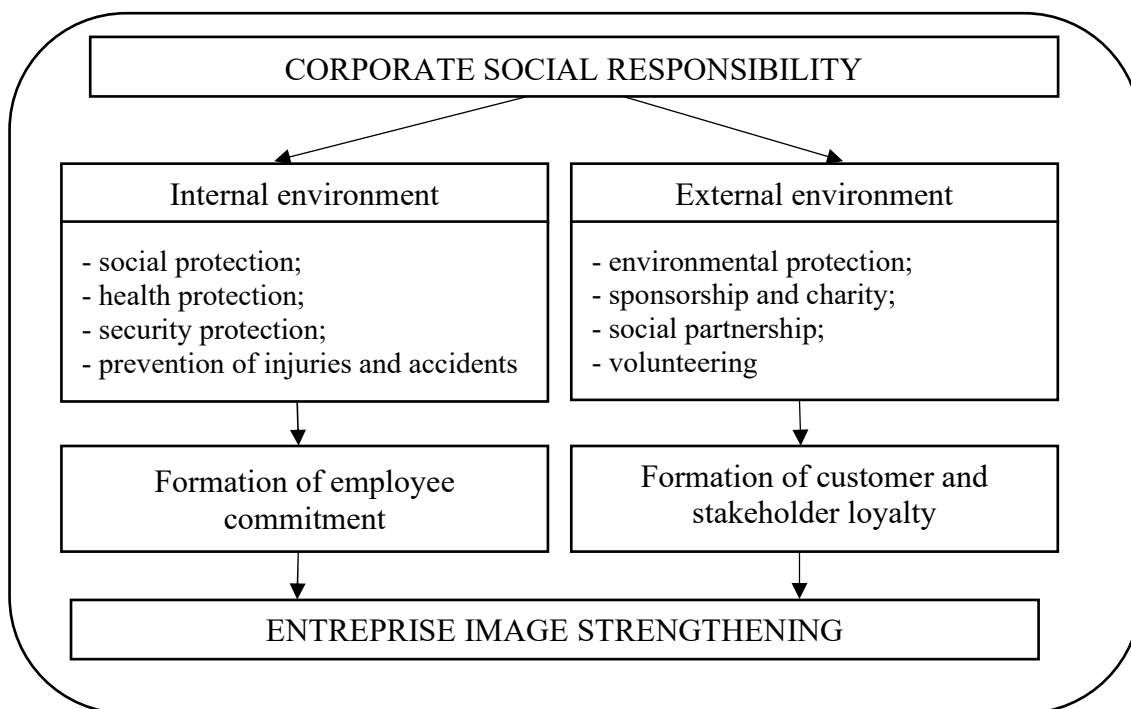 CORPORATE SOCIAL RESPONSIBILITY
Internal environment
- social protection;
- health protection;
- security protection;
- prevention of injuries and accidents
External environment
- environmental protection;
- sponsorship and charity;
- social partnership;
- volunteering
Formation of employee
commitment
Formation of customer and
stakeholder loyalty
ENTREPRISE IMAGE STRENGTHENING